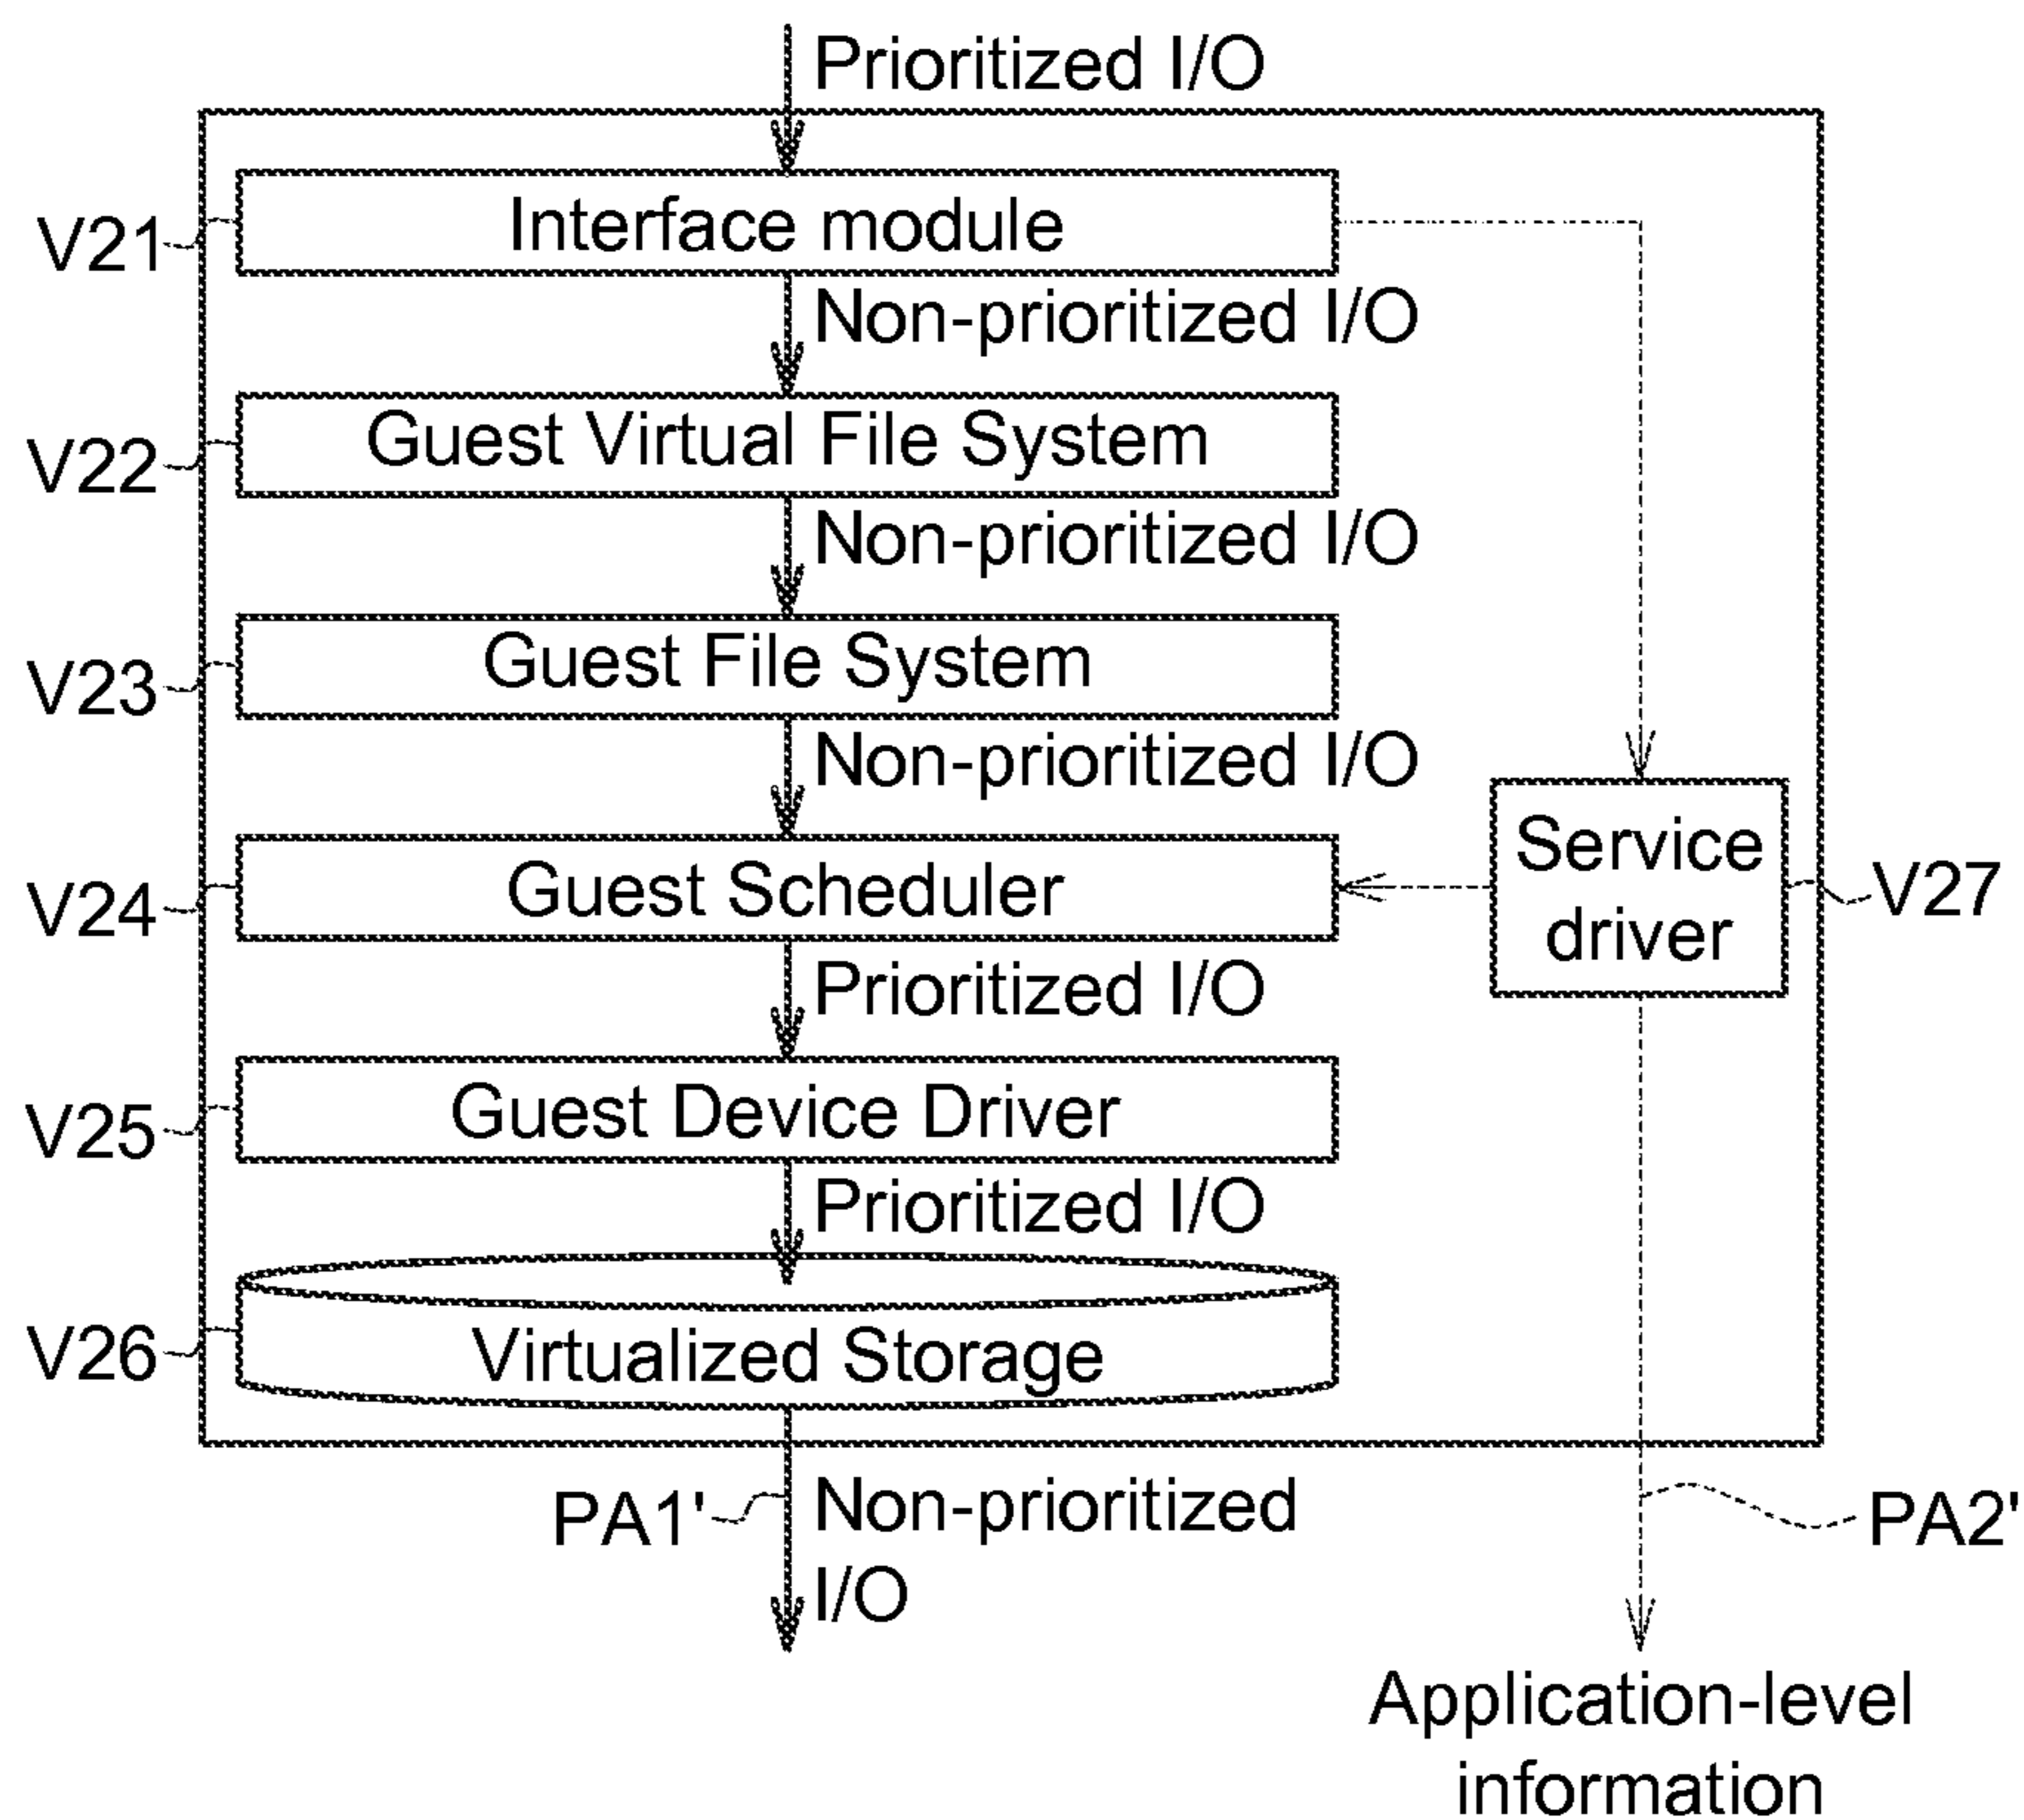 Prioritized I/O
V21
Interface module
Non-prioritized I/O
V22
Guest Virtual File System
Non-prioritized I/O
V23
Guest File System
Non-prioritized I/O
V24
Guest Scheduler
Service
driver
V27
Prioritized I/O
V25
Guest Device Driver
Prioritized I/O
V26
Virtualized Storage
PA1'
Non-prioritized
I/O
PA2'
Application-level
information